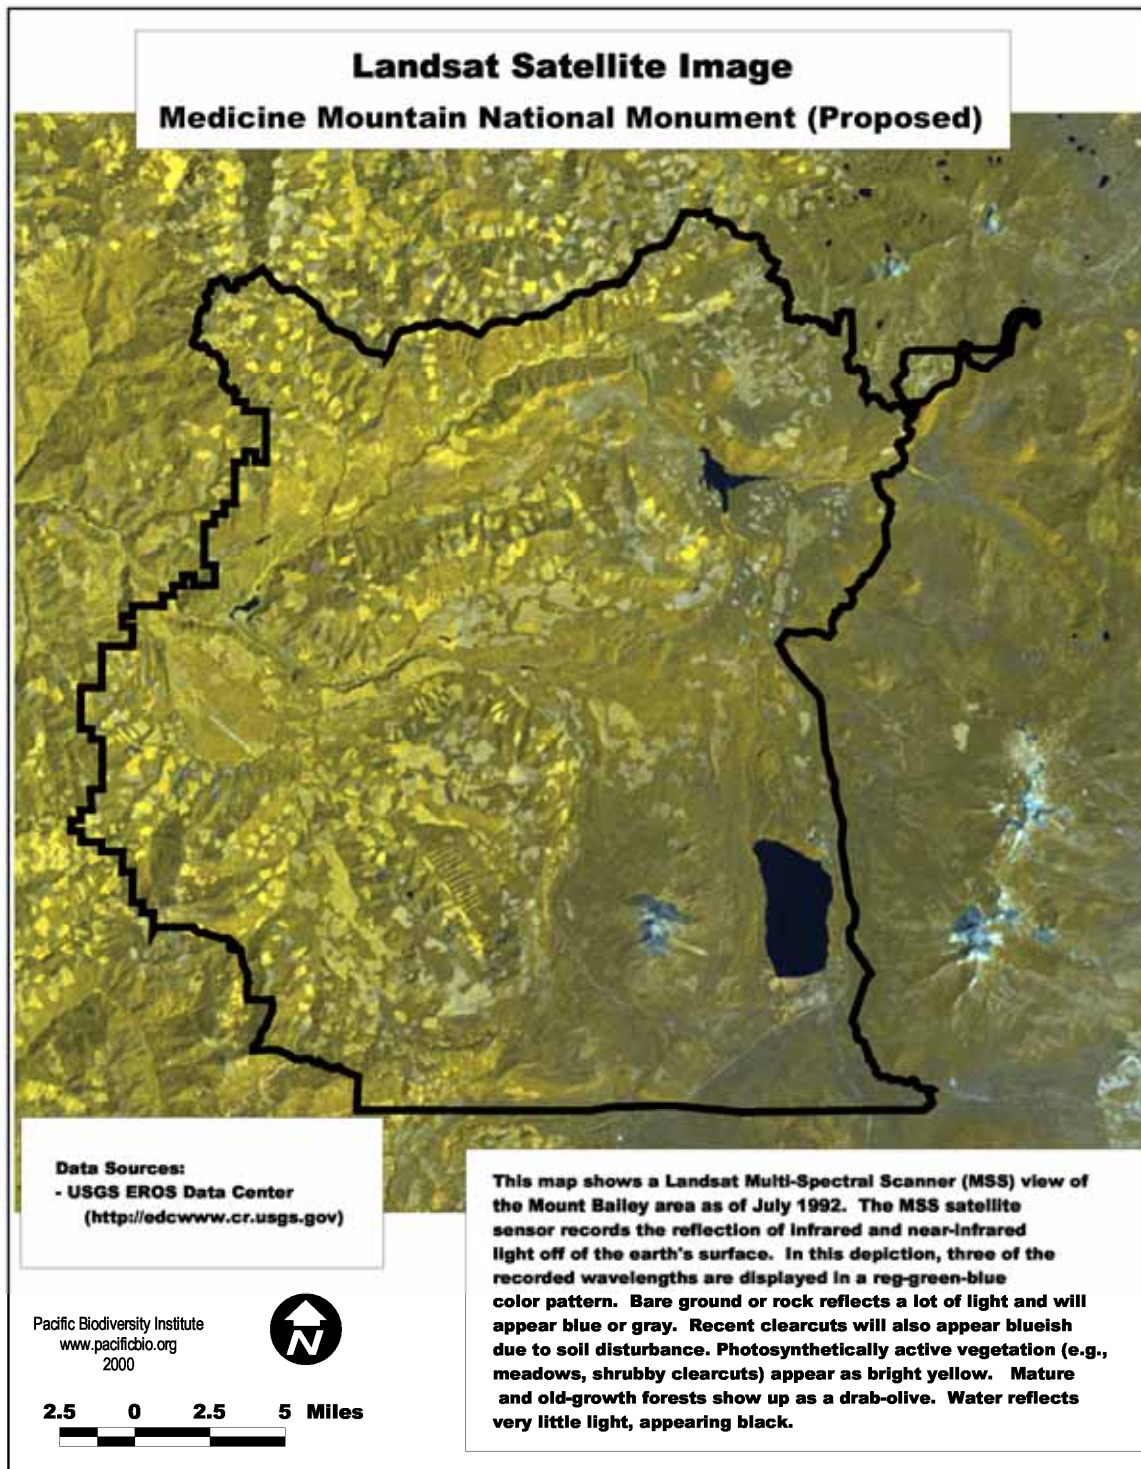 Landsat Satellite Image
Medicine Mountain National Monument (Proposed)
Data Sources:
- USGS EROS Data Center
(http://edcwww.cr.usgs.gov)
This map shows a Landsat Multi-Spectral Scanner (MSS) view of
the Mount Bailey area as of July 1992. The MSS satellite
sensor records the reflection of infrared and near-infrared
light off of the earth's surface. In this depiction, three of the
recorded wavelengths are displayed in a reg-green-blue
color pattern. Bare ground or rock reflects a lot of light and will
appear blue or gray. Recent clearcuts will also appear blueish
due to soil disturbance. Photosynthetically active vegetation (e.g.,
meadows, shrubby clearcuts) appear as bright yellow. Mature
and old-growth forests show up as a drab-olive. Water reflects
very little light, appearing black.
Pacific Biodiversity Institute
www.pacificbio.org
2000
N
2.5 0 2.5 5 Miles